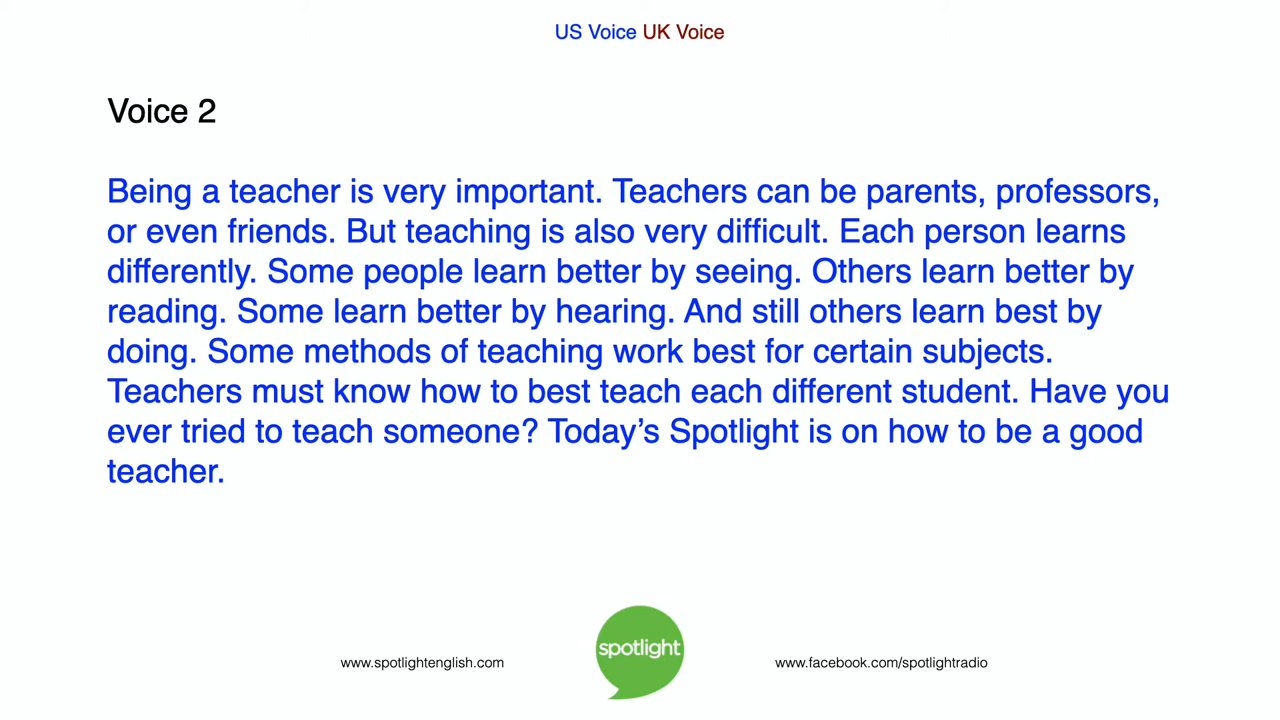 US Voice UK Voice
Voice 2
Being a teacher is very important. Teachers can be parents, professors,
or even friends. But teaching is also very difficult. Each person learns
differently. Some people learn better by seeing. Others learn better by
reading. Some learn better by hearing. And still others learn best by
doing. Some methods of teaching work best for certain subjects.
Teachers must know how to best teach each different student. Have you
ever tried to teach someone? Today’s Spotlight is on how to be a good
teacher.
www.spotlightenglish.com
spotlight
www.facebook.com/spotlightradio